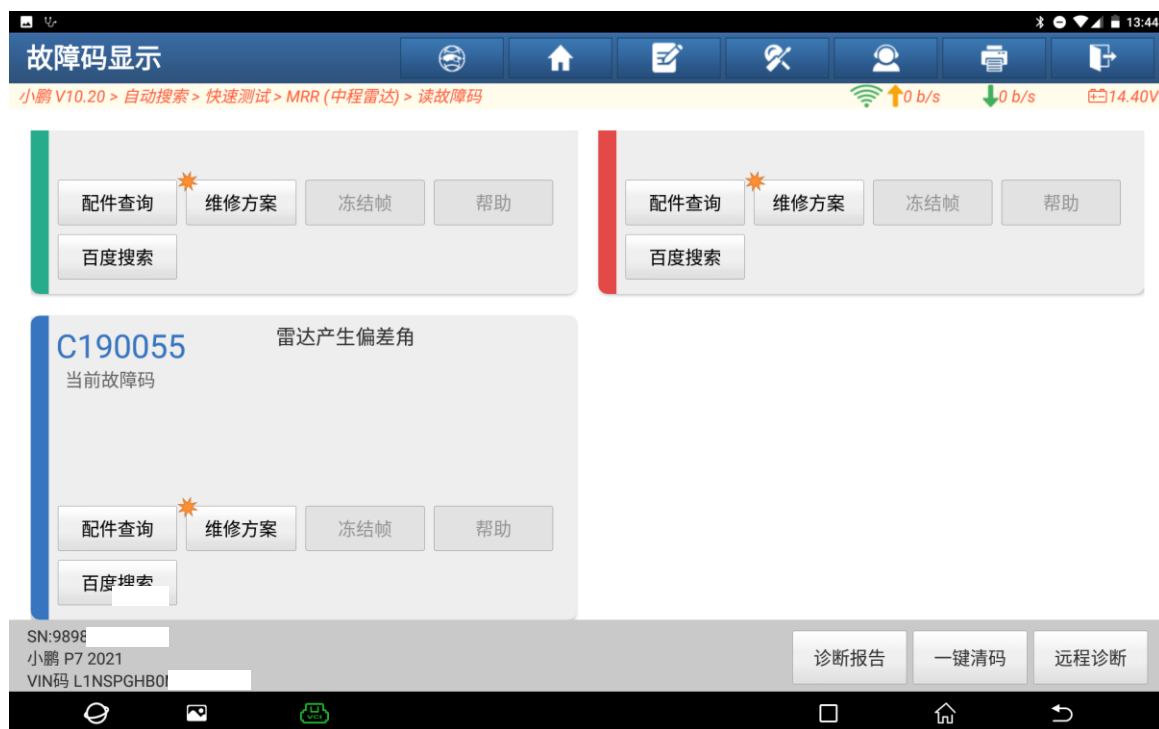 13:44
故障码显示
小鹏 V10.20 > 自动搜索 > 快速测试 > MRR (中程雷达) > 读故障码
0 b/s 0 b/s 14.40V
配件查询 维修方案 冻结帧 帮助
百度搜索
配件查询 维修方案 冻结帧 帮助
百度搜索
C190055 雷达产生偏差角
当前故障码
配件查询 维修方案 冻结帧 帮助
百度搜索
SN:9898
小鹏 P7 2021
VIN码 L1NSPGHB0
诊断报告 一键清码 远程诊断
VCI